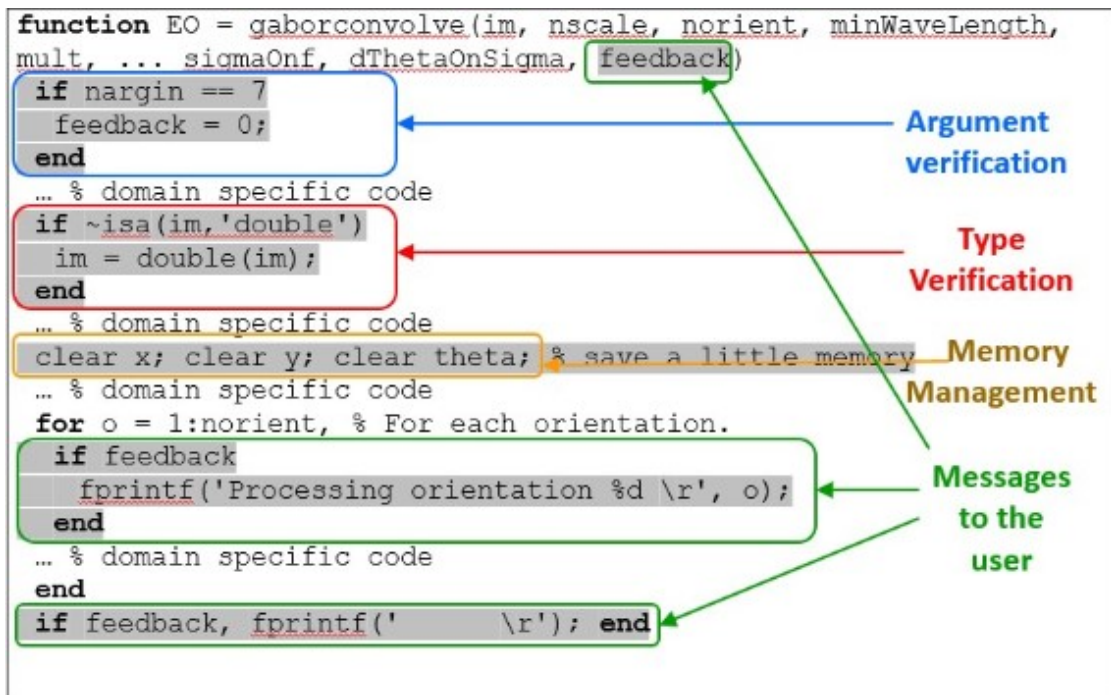 function EO = gaborconvolve(im, nscale, norient, minWaveLength,
mult, ... sigmaOnf, dThetaOnSigma, feedback)
if nargin == 7
feedback = 0;
end
… % domain specific code
if ~isa(im,'double')
im = double(im);
end
… % domain specific code
clear x; clear y; clear theta; % save a little memory
… % domain specific code
for o = 1:norient, % For each orientation.
if feedback
fprintf('Processing orientation %d \r', o);
end
… % domain specific code
end
if feedback, fprintf('       \r'); end
Argument
verification
Type
Verification
Memory
Management
Messages
to the
user